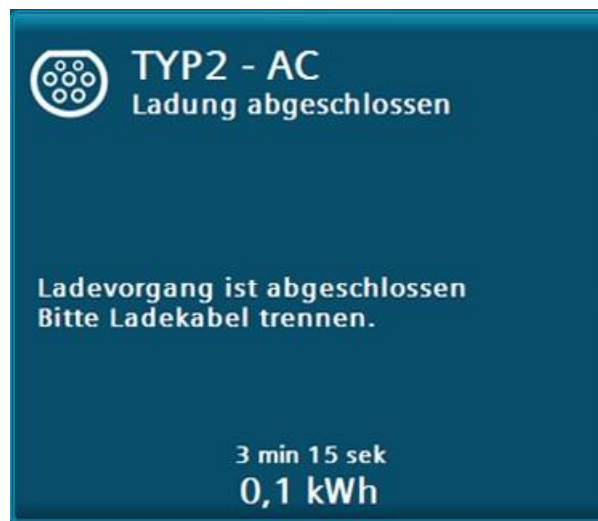 TYP2 - AC
Ladung abgeschlossen
Ladevorgang ist abgeschlossen
Bitte Ladekabel trennen.
3 min 15 sek
0,1 kWh